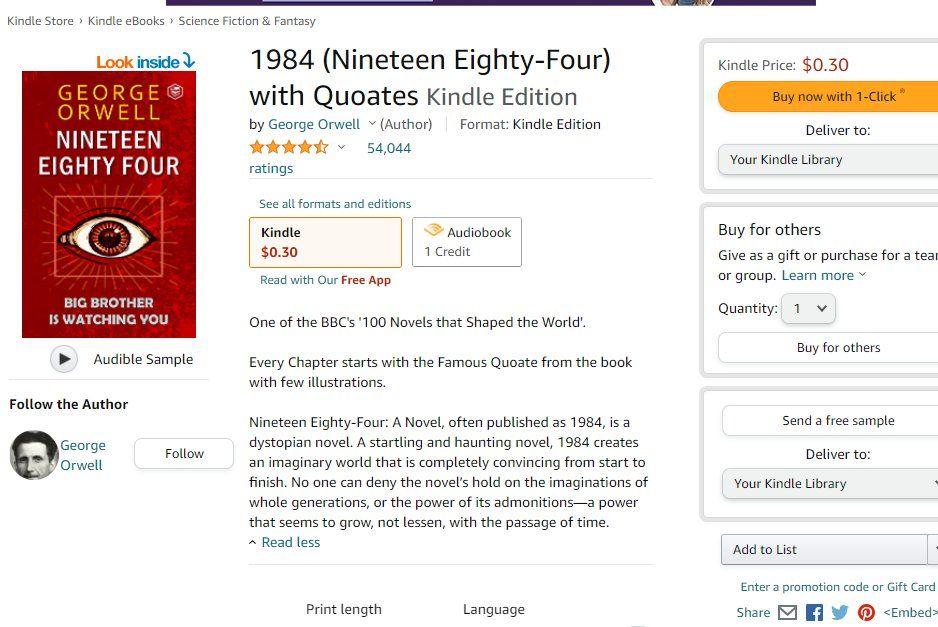 Kindle Store › Kindle eBooks › Science Fiction & Fantasy
Look inside
GEORGE
ORWELL
NINETEEN
EIGHTY FOUR
BIG BROTHER
IS WATCHING YOU
Audible Sample
Follow the Author
George
Orwell
Follow
1984 (Nineteen Eighty-Four)
with Quoates Kindle Edition
by George Orwell (Author) Format: Kindle Edition
54,044
ratings
See all formats and editions
Kindle
$0.30
Audiobook
1 Credit
Read with Our Free App
One of the BBC's '100 Novels that Shaped the World'.
Every Chapter starts with the Famous Quoate from the book
with few illustrations.
Nineteen Eighty-Four: A Novel, often published as 1984, is a
dystopian novel. A startling and haunting novel, 1984 creates
an imaginary world that is completely convincing from start to
finish. No one can deny the novel’s hold on the imaginations of
whole generations, or the power of its admonitions—a power
that seems to grow, not lessen, with the passage of time.
Read less
Print length
Language
Kindle Price: $0.30
Buy now with 1-Click ®
Deliver to:
Your Kindle Library
Buy for others
Give as a gift or purchase for a tea
or group. Learn more
Quantity: 1
Buy for others
Send a free sample
Deliver to:
Your Kindle Library
Add to List
Enter a promotion code or Gift Card
Share <Embed>